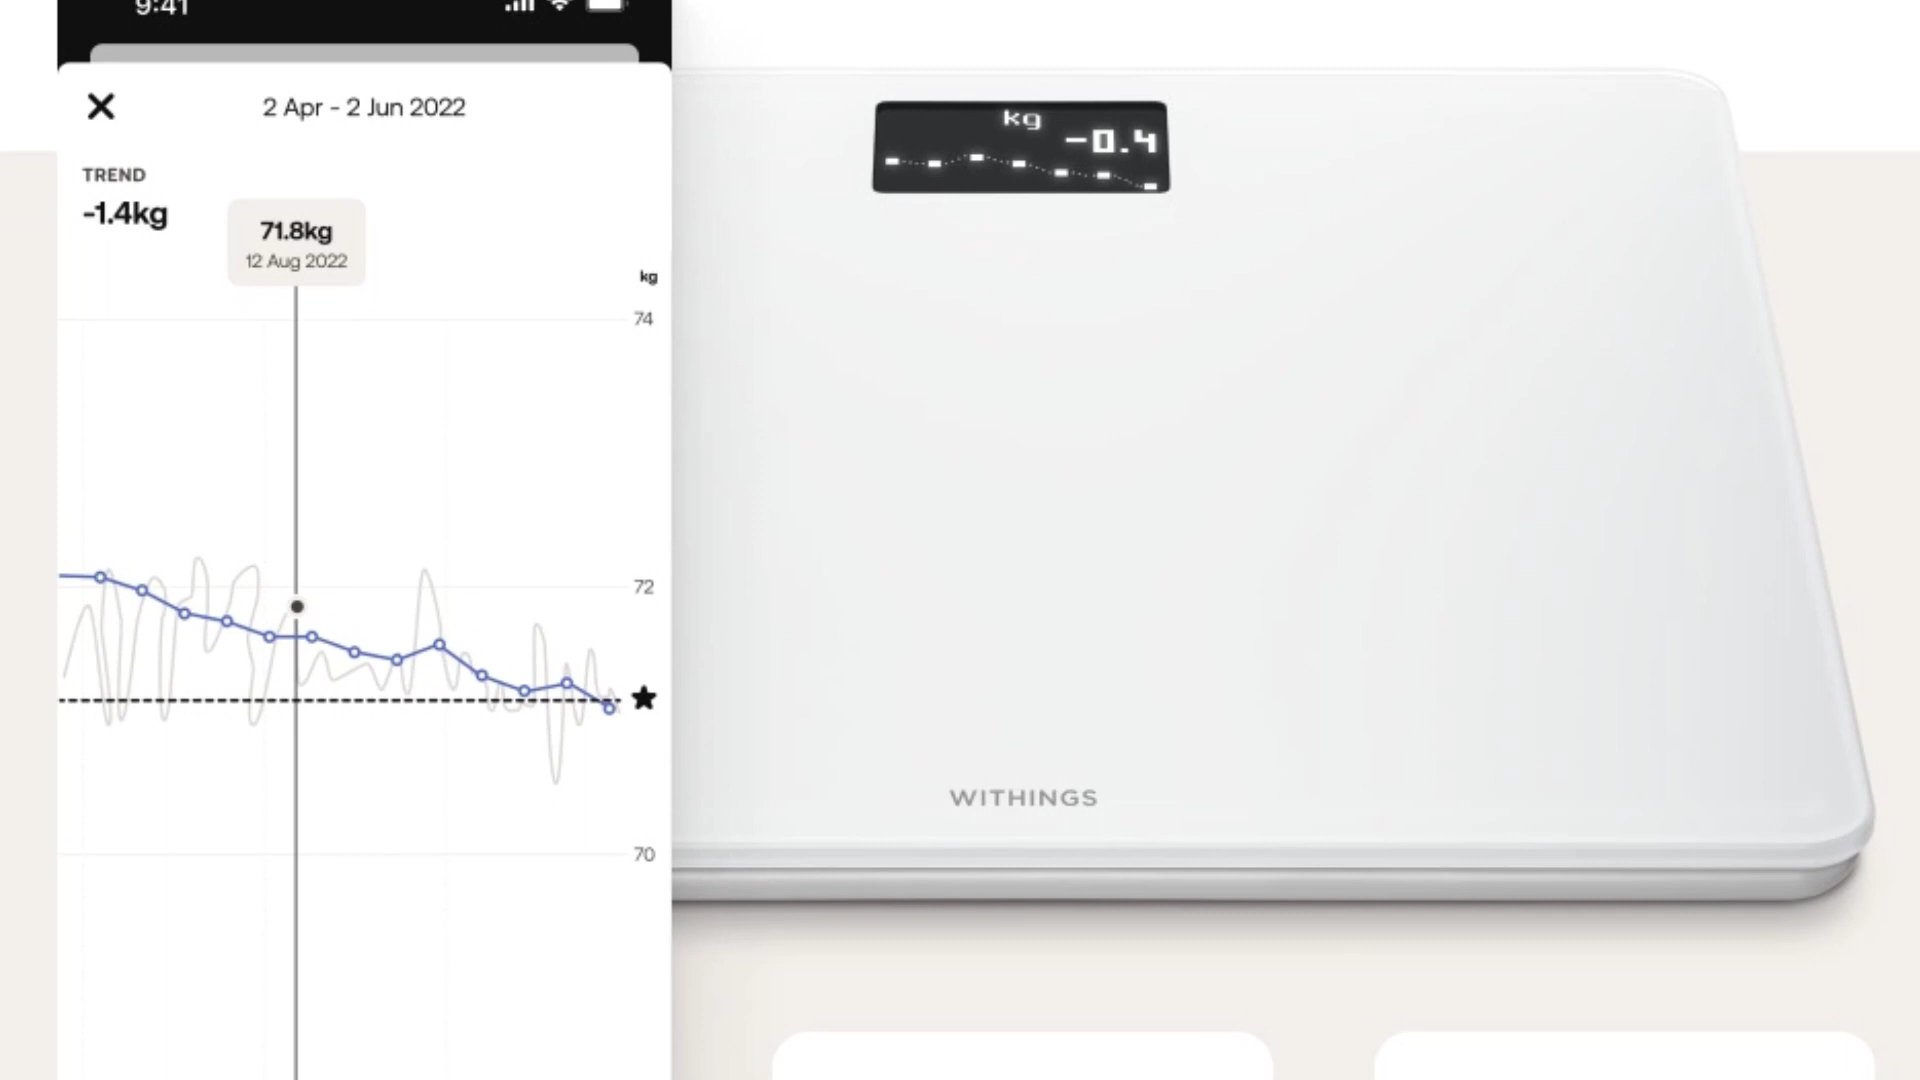 9:41
2 Apr - 2 Jun 2022
TREND
-1.4kg
71.8kg
12 Aug 2022
kg
74
72
70
kg
-0.4
WITHINGS